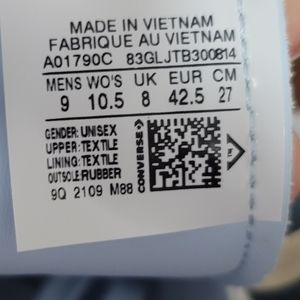 MADE IN VIETNAM
FABRIQUE AU VIETNAM
A01790C 83GLJTB300814
MENS WO'S UK EUR CM
9 10.5 8 42.5 27
GENDER: UNISEX
UPPER: TEXTILE
LINING: TEXTILE
OUTSOLE: RUBBER
9Q 2109 M88
CONVERSE